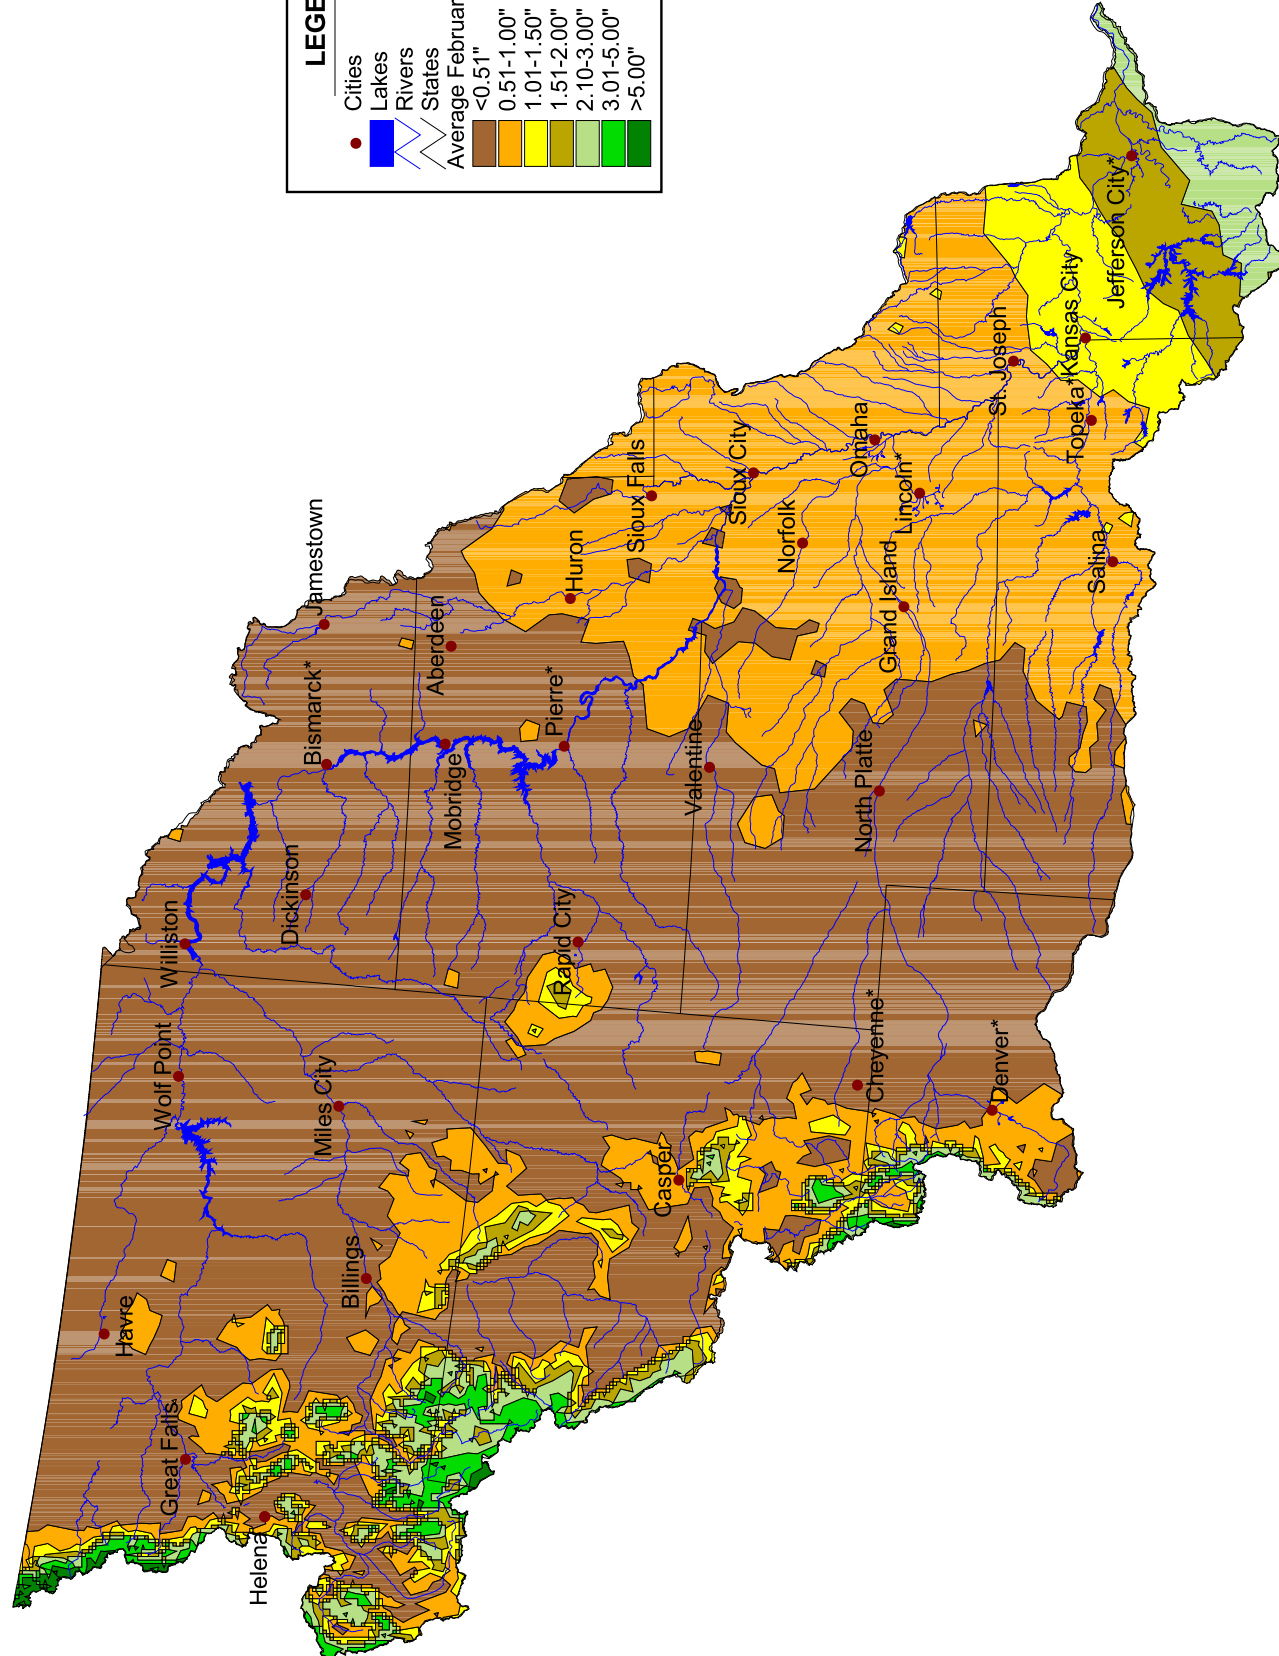 LEGE
Cities
Lakes
Rivers
States
Average Februar
<0.51"
0.51-1.00"
1.01-1.50"
1.51-2.00"
2.10-3.00"
3.01-5.00"
>5.00"
Jefferson City*
Kansas City
St. Joseph
Topeka*
Omaha
Lincoln*
Sioux City
Sioux Falls
Norfolk
Salina
Grand Island
Huron
Jamestown
Aberdeen
Bismarck*
Pierre*
Valentine
North Platte
Mobridge
Dickinson
Williston
Rapid City
Wolf Point
Miles City
Cheyenne*
Denver*
Casper
Billings
Havre
Great Falls
Helena